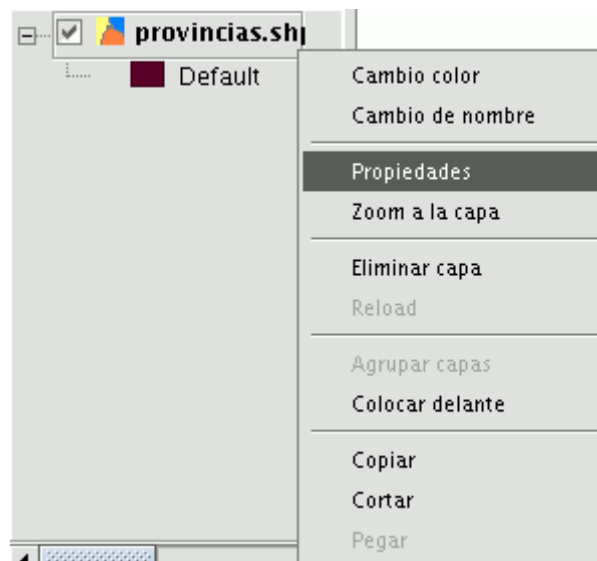 provincias.shp
Default
Cambio color
Cambio de nombre
Propiedades
Zoom a la capa
Eliminar capa
Reload
Agrupar capas
Colocar delante
Copiar
Cortar
Pegar